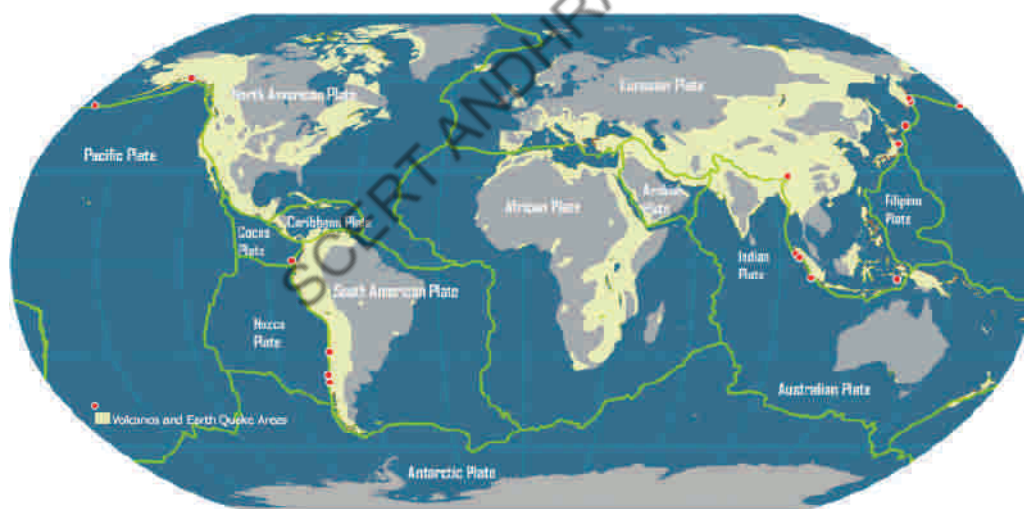 North American Plate
Eurasian Plate
Pacific Plate
African Plate
Arabian
Plate
Filipino
Plate
Caribbean Plate
Cocos
Plate
Indian
Plate
South American Plate
Nazca
Plate
Australian Plate
Volcanos and Earth Quake Areas
Antarctic Plate
SCERT ANDHRA